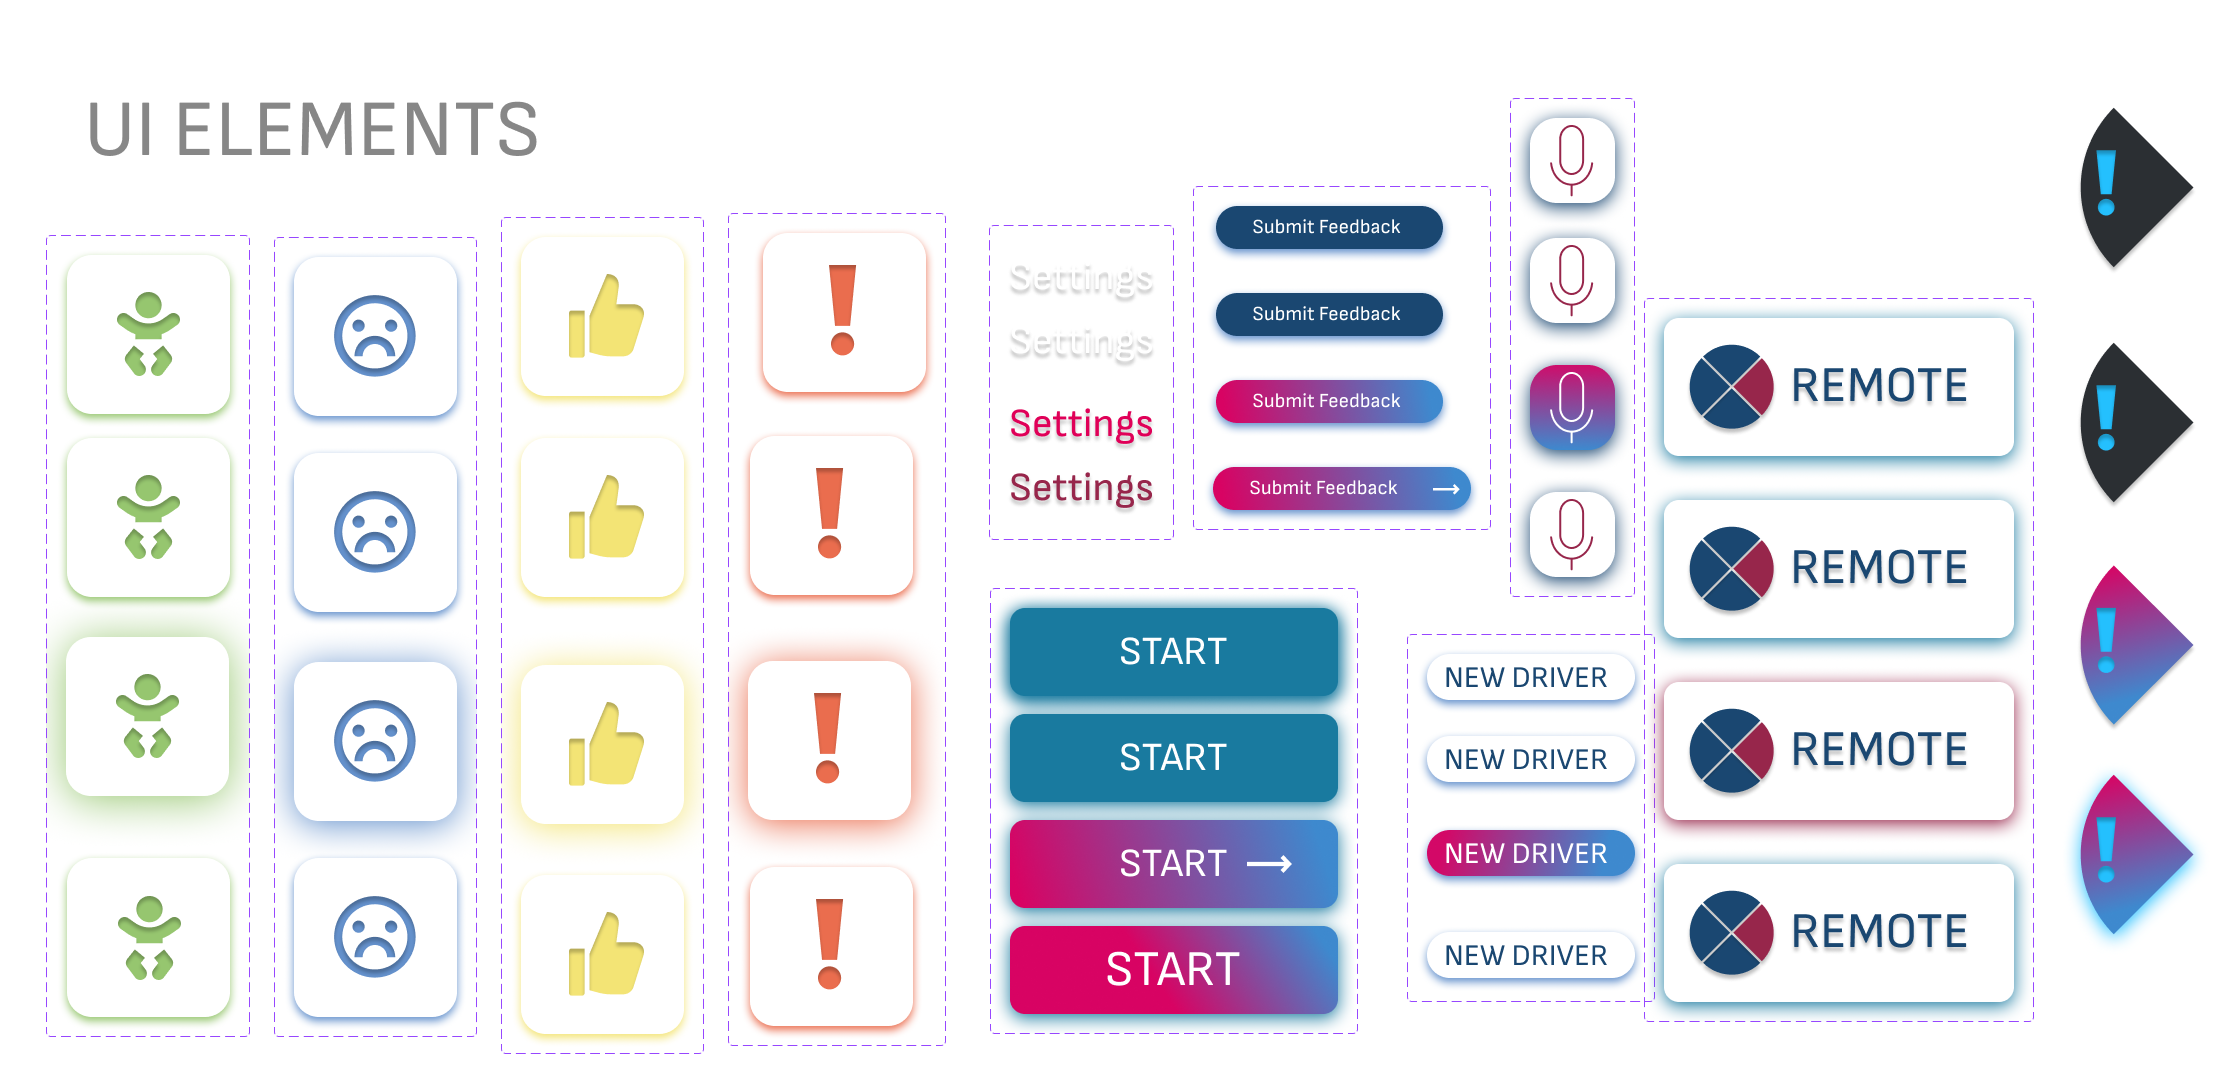 UI ELEMENTS
Settings
Settings
Settings
Settings
Submit Feedback
Submit Feedback
Submit Feedback
Submit Feedback →
START
START
START →
START
NEW DRIVER
NEW DRIVER
NEW DRIVER
NEW DRIVER
REMOTE
REMOTE
REMOTE
REMOTE
!
!
!
!
!
!
!
!